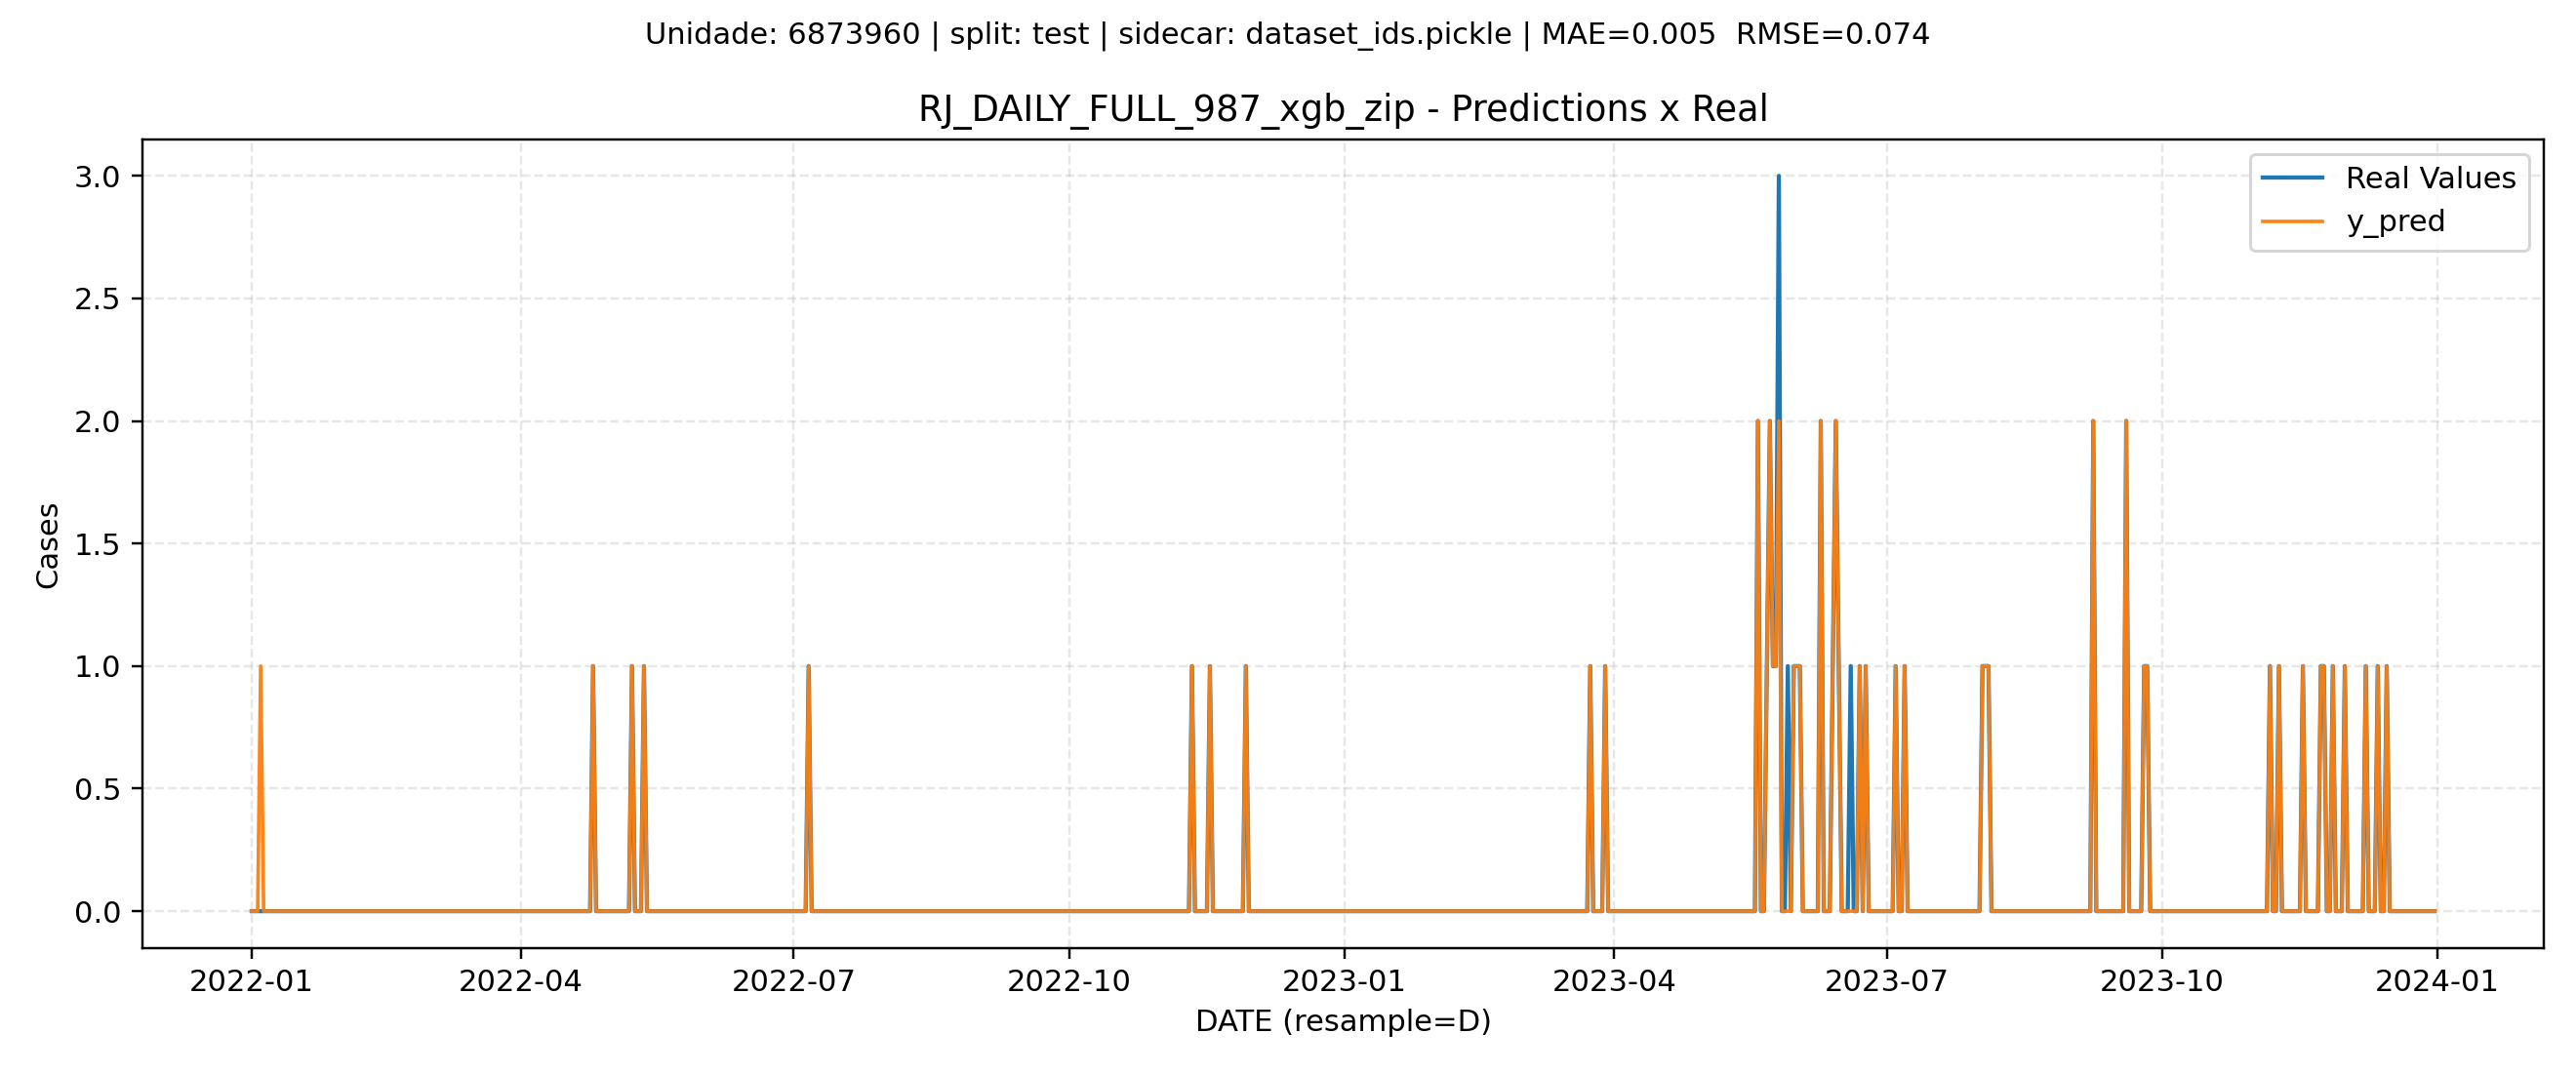 Unidade: 6873960 | split: test | sidecar: dataset_ids.pickle | MAE=0.005  RMSE=0.074
RJ_DAILY_FULL_987_xgb_zip - Predictions x Real
Real Values
y_pred
Cases
3.0
2.5
2.0
1.5
1.0
0.5
0.0
2022-01 2022-04 2022-07 2022-10 2023-01 2023-04 2023-07 2023-10 2024-01
DATE (resample=D)